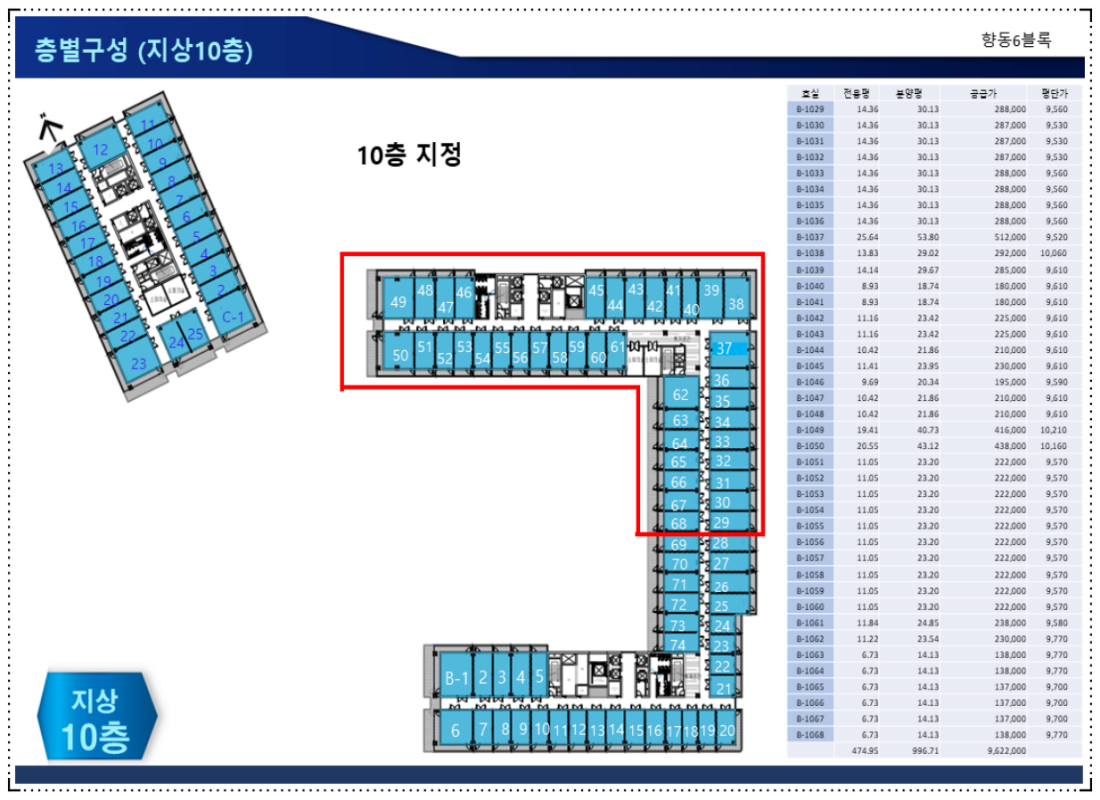 층별구성 (지상10층)
향동6블록
10층 지정
호실 전용평 분양평 공급가 평단가
B-1029 14.36 30.13 288,000 9,560
B-1030 14.36 30.13 287,000 9,530
B-1031 14.36 30.13 287,000 9,530
B-1032 14.36 30.13 287,000 9,530
B-1033 14.36 30.13 288,000 9,560
B-1034 14.36 30.13 288,000 9,560
B-1035 14.36 30.13 288,000 9,560
B-1036 14.36 30.13 288,000 9,560
B-1037 25.64 53.80 512,000 9,520
B-1038 13.83 29.02 292,000 10,060
B-1039 14.14 29.67 285,000 9,610
B-1040 8.93 18.74 180,000 9,610
B-1041 8.93 18.74 180,000 9,610
B-1042 11.16 23.42 225,000 9,610
B-1043 11.16 23.42 225,000 9,610
B-1044 10.42 21.86 210,000 9,610
B-1045 11.41 23.95 230,000 9,610
B-1046 9.69 20.34 195,000 9,590
B-1047 10.42 21.86 210,000 9,610
B-1048 10.42 21.86 210,000 9,610
B-1049 19.41 40.73 416,000 10,210
B-1050 20.55 43.12 438,000 10,160
B-1051 11.05 23.20 222,000 9,570
B-1052 11.05 23.20 222,000 9,570
B-1053 11.05 23.20 222,000 9,570
B-1054 11.05 23.20 222,000 9,570
B-1055 11.05 23.20 222,000 9,570
B-1056 11.05 23.20 222,000 9,570
B-1057 11.05 23.20 222,000 9,570
B-1058 11.05 23.20 222,000 9,570
B-1059 11.05 23.20 222,000 9,570
B-1060 11.05 23.20 222,000 9,570
B-1061 11.84 24.85 238,000 9,580
B-1062 11.22 23.54 230,000 9,770
B-1063 6.73 14.13 138,000 9,770
B-1064 6.73 14.13 138,000 9,770
B-1065 6.73 14.13 137,000 9,700
B-1066 6.73 14.13 137,000 9,700
B-1067 6.73 14.13 137,000 9,700
B-1068 6.73 14.13 138,000 9,770
474.95 996.71 9,622,000
11
12
10
13
9
14
8
15
7
16
6
17
5
18
4
19
3
20
2
21
C-1
22
25
24
23
49 48 47 46 45 44 43 42 41 40 39 38
50 51 52 53 54 55 56 57 58 59 60 61
37
62 36
35
63 34
64 33
65 32
66 31
67 30
68 29
69 28
70 27
71 26
72 25
73 24
74 23
22
21
B-1 2 3 4 5
6 7 8 9 10 11 12 13 14 15 16 17 18 19 20
지상
10층